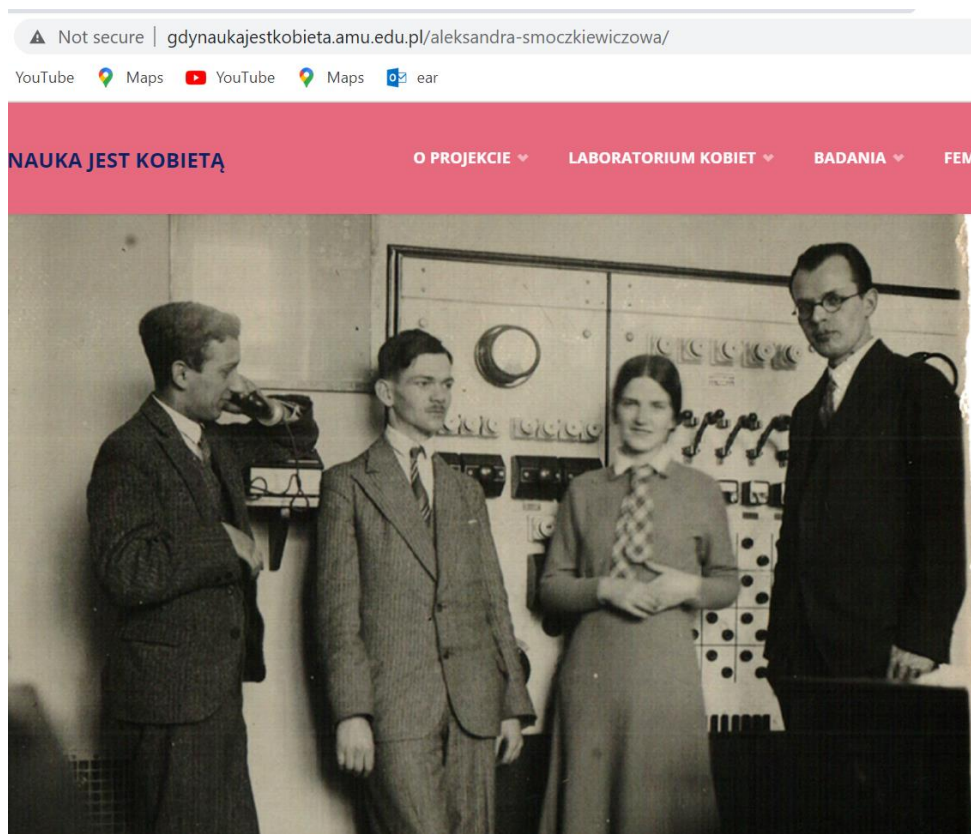 Not secure | gdynaukajestkobieta.amu.edu.pl/aleksandra-smoczkiewiczowa/
YouTube Maps YouTube Maps ear
NAUKA JEST KOBIETĄ O PROJEKCIE LABORATORIUM KOBIET BADANIA FEM